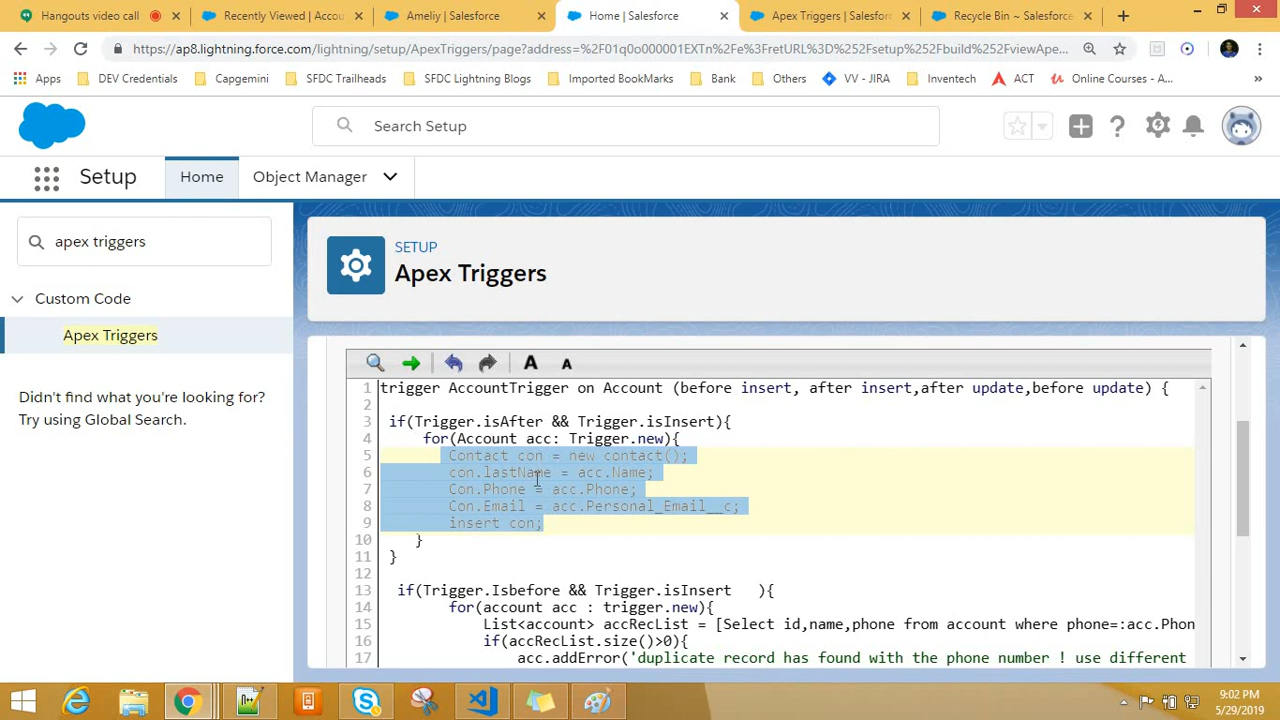 Hangouts video call
Recently Viewed | Accou
Ameliy | Salesforce
Home | Salesforce
Apex Triggers | Salesfor
Recycle Bin ~ Salesforce
https://ap8.lightning.force.com/lightning/setup/ApexTriggers/page?address=%2F01q0o000001EXTn%2Fe%3FretURL%3D%252Fsetup%252Fbuild%252FviewApe...
Apps
DEV Credentials
Capgemini
SFDC Trailheads
SFDC Lightning Blogs
Imported BookMarks
Bank
Others
VV - JIRA
Inventech
ACT
Online Courses - A...
Search Setup
Setup
Home
Object Manager
apex triggers
Custom Code
Apex Triggers
Didn't find what you're looking for?
Try using Global Search.
SETUP
Apex Triggers
A A
1 trigger AccountTrigger on Account (before insert, after insert,after update,before update) {
2
3 if(Trigger.isAfter && Trigger.isInsert){
4 for(Account acc: Trigger.new){
5 Contact con = new contact();
6 con.lastName = acc.Name;
7 Con.Phone = acc.Phone;
8 Con.Email = acc.Personal_Email__c;
9 insert con;
10 }
11 }
12
13 if(Trigger.Isbefore && Trigger.isInsert ){
14 for(account acc : trigger.new){
15 List<account> accRecList = [Select id,name,phone from account where phone=:acc.Phon
16 if(accRecList.size()>0){
17 acc.addError('duplicate record has found with the phone number ! use different
9:02 PM
5/29/2019